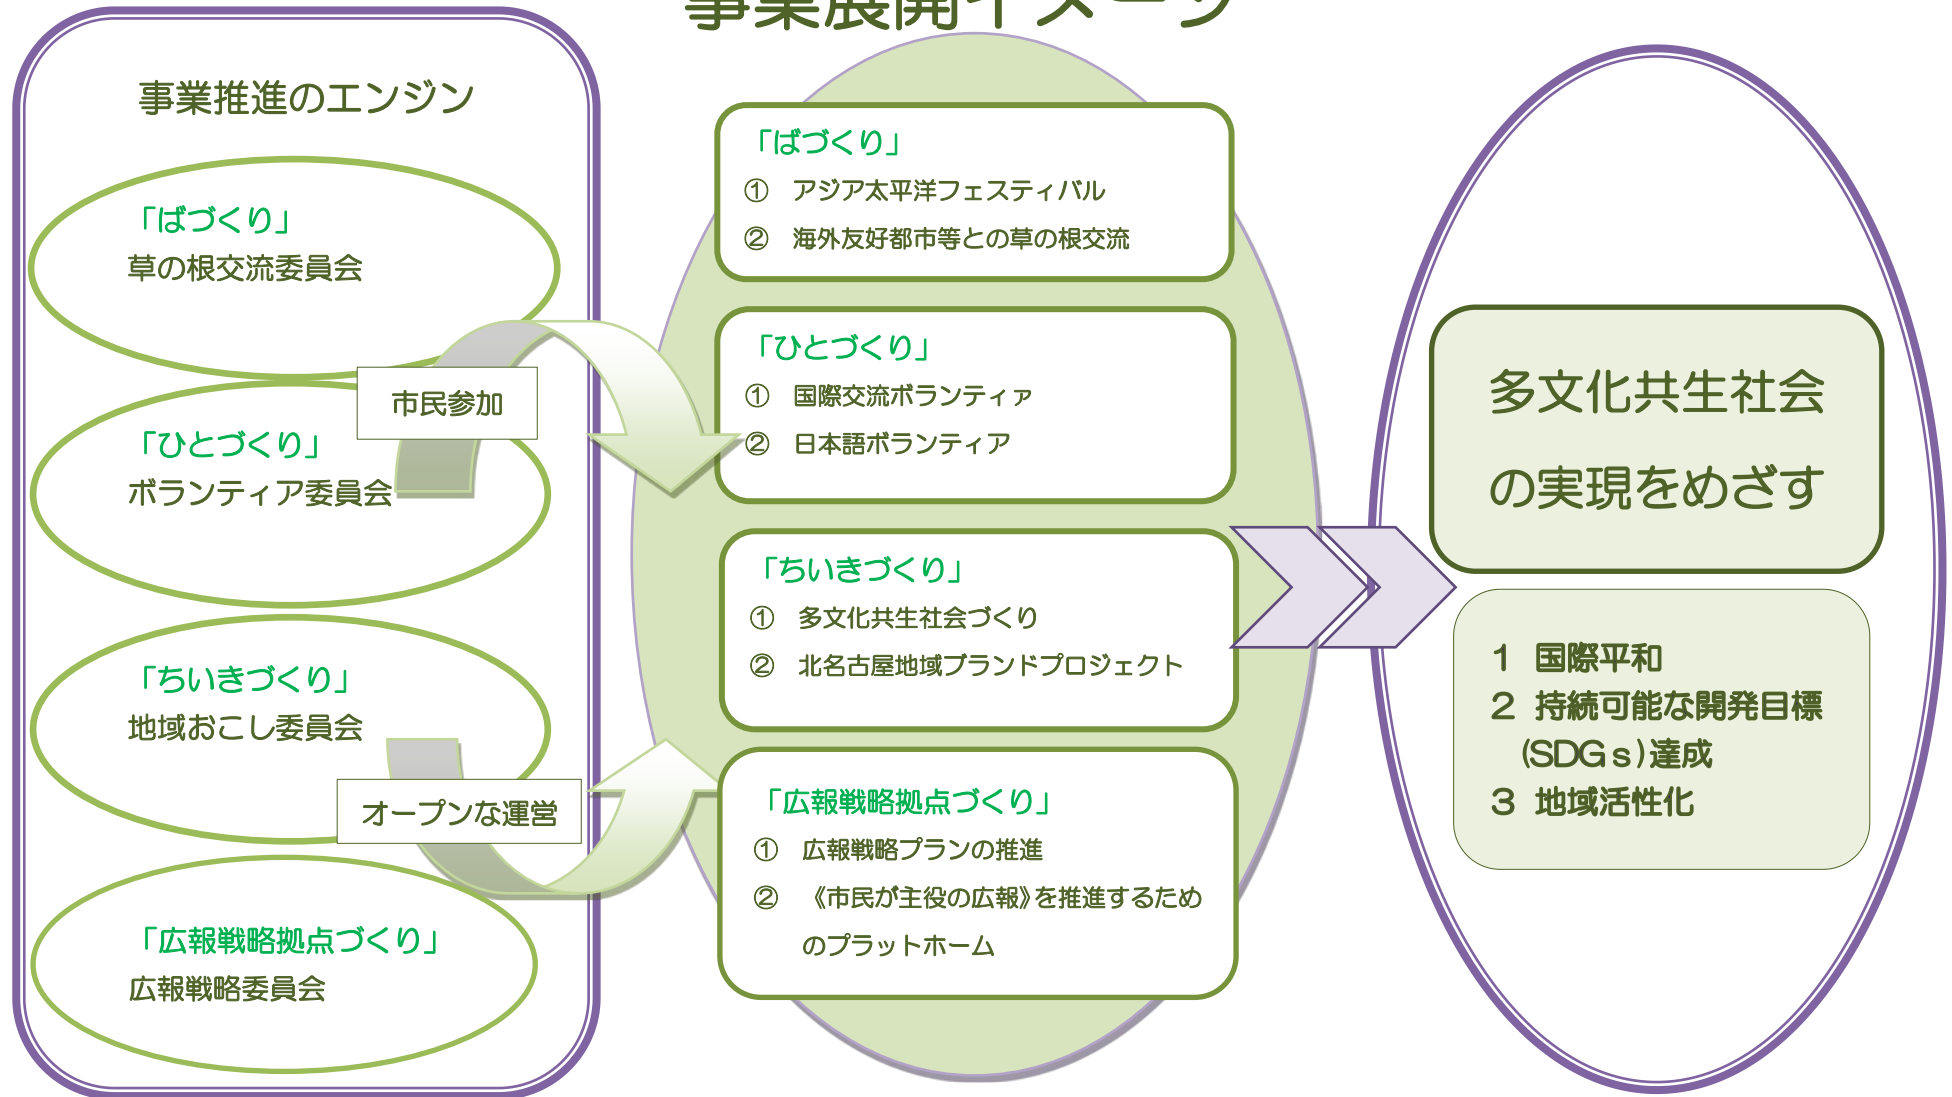 事業展開イメージ
事業推進のエンジン
「ばづくり」
草の根交流委員会
市民参加
「ひとづくり」
ボランティア委員会
「ちいきづくり」
地域おこし委員会
オープンな運営
「広報戦略拠点づくり」
広報戦略委員会
「ばづくり」
① アジア太平洋フェスティバル
② 海外友好都市等との草の根交流
「ひとづくり」
① 国際交流ボランティァ
② 日本語ボランティア
「ちいきづくり」
① 多文化共生社会づくり
② 北名古屋地域ブランドプロジェクト
「広報戦略拠点づくり」
① 広報戦略プランの推進
② 《市民が主役の広報》を推進するため
のプラットホーム
多文化共生社会
の実現をめざす
1 国際平和
2 持続可能な開発目標
(SDGｓ)達成
3 地域活性化